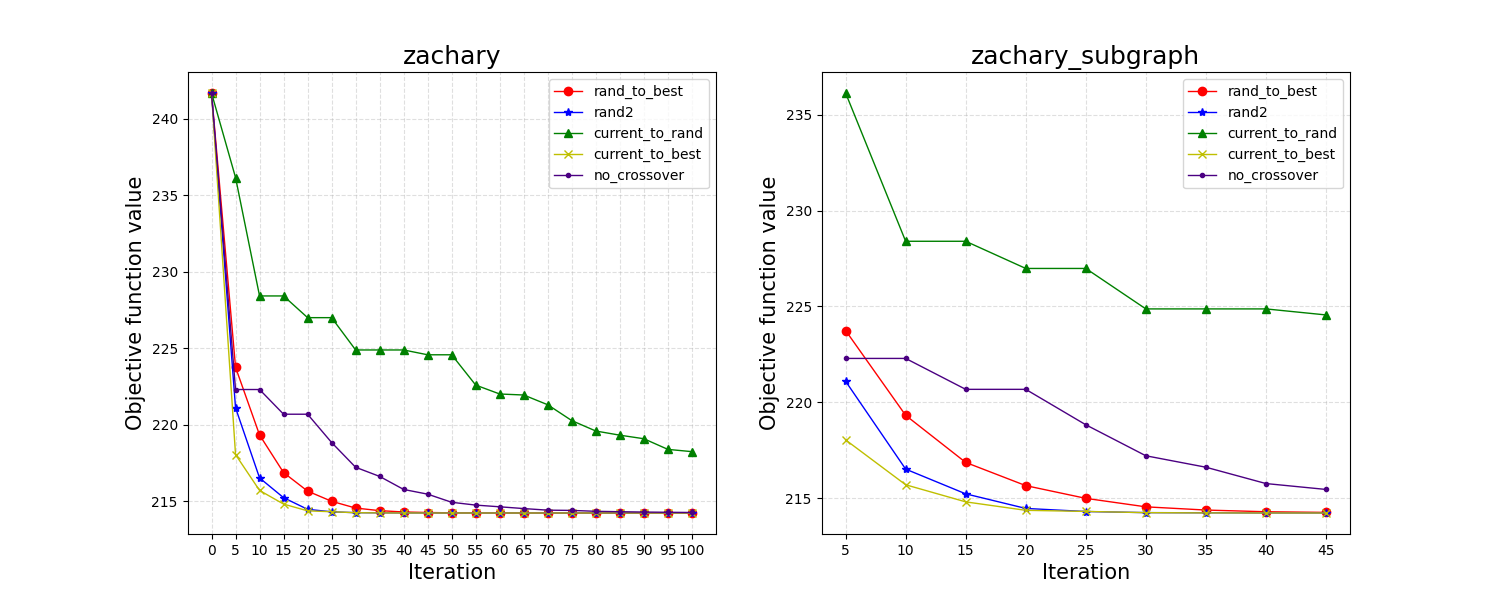 zachary
Objective function value
240
235
230
225
220
215
0 5 10 15 20 25 30 35 40 45 50 55 60 65 70 75 80 85 90 95 100
Iteration
rand_to_best
rand2
current_to_rand
current_to_best
no_crossover
zachary_subgraph
Objective function value
235
230
225
220
215
5 10 15 20 25 30 35 40 45
Iteration
rand_to_best
rand2
current_to_rand
current_to_best
no_crossover